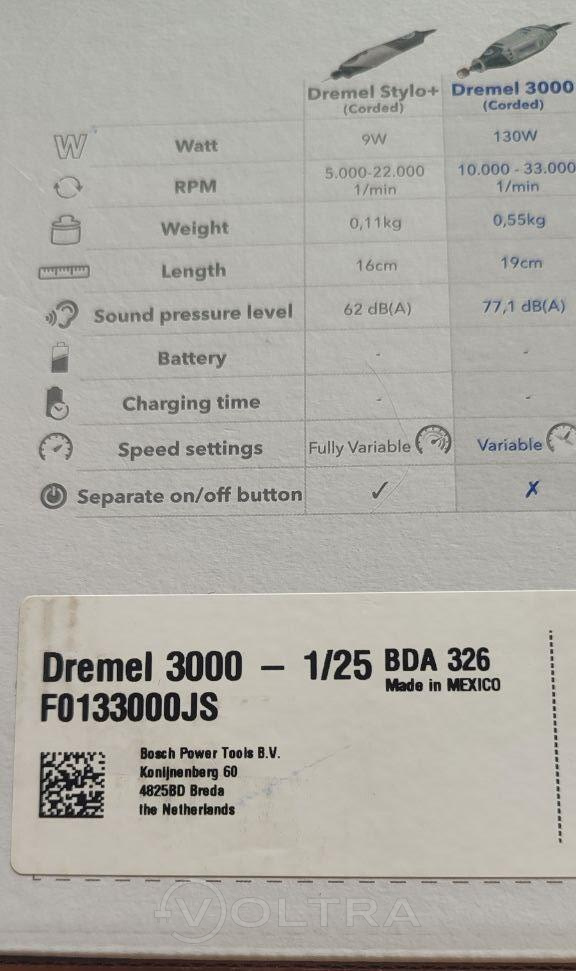 Dremel Stylo+ Dremel 3000
(Corded) (Corded)
W Watt 9W 130W
RPM 5.000-22.000 1/min 10.000 - 33.000 1/min
Weight 0,11kg 0,55kg
Length 16cm 19cm
Sound pressure level 62 dB(A) 77,1 dB(A)
Battery - -
Charging time - -
Speed settings Fully Variable Variable
Separate on/off button ✓ ✗
Dremel 3000 – 1/25 BDA 326
Made in MEXICO
F0133000JS
Bosch Power Tools B.V.
Konijnenberg 60
4825BD Breda
the Netherlands
VOLTRA